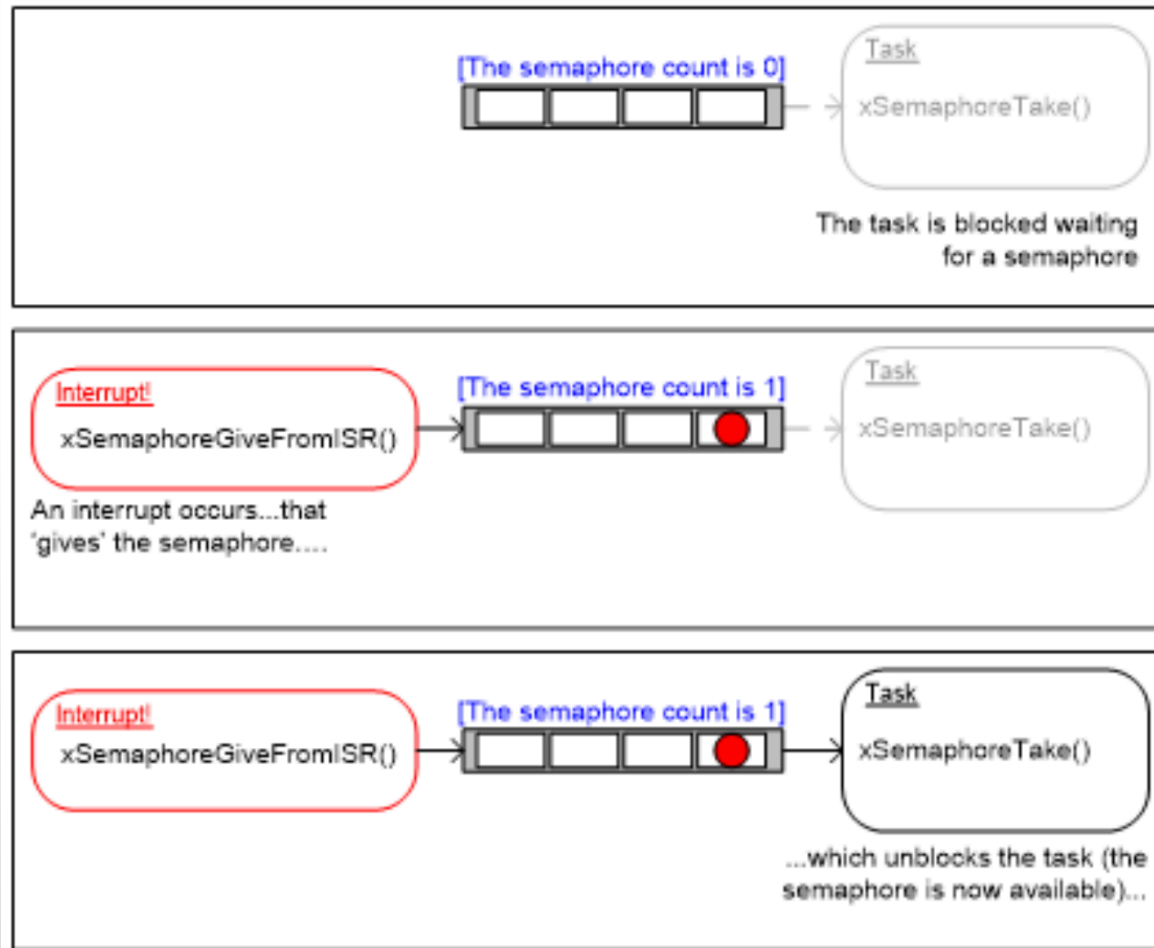 [The semaphore count is 0]
Task
xSemaphoreTake()
The task is blocked waiting
for a semaphore
Interrupt!
xSemaphoreGiveFromISR()
[The semaphore count is 1]
Task
xSemaphoreTake()
An interrupt occurs...that
'gives' the semaphore....
Interrupt!
xSemaphoreGiveFromISR()
[The semaphore count is 1]
Task
xSemaphoreTake()
...which unblocks the task (the
semaphore is now available)...